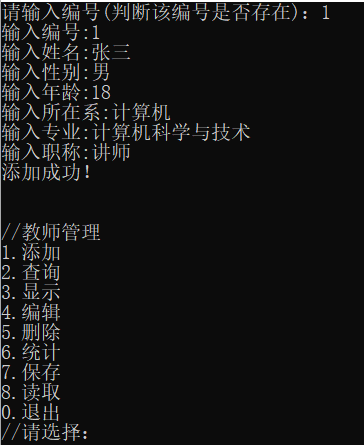 请输入编号(判断该编号是否存在): 1
输入编号:1
输入姓名:张三
输入性别:男
输入年龄:18
输入所在系:计算机
输入专业:计算机科学与技术
输入职称:讲师
添加成功!
//教师管理
1.添加
2.查询
3.显示
4.编辑
5.删除
6.统计
7.保存
8.读取
0.退出
//请选择: